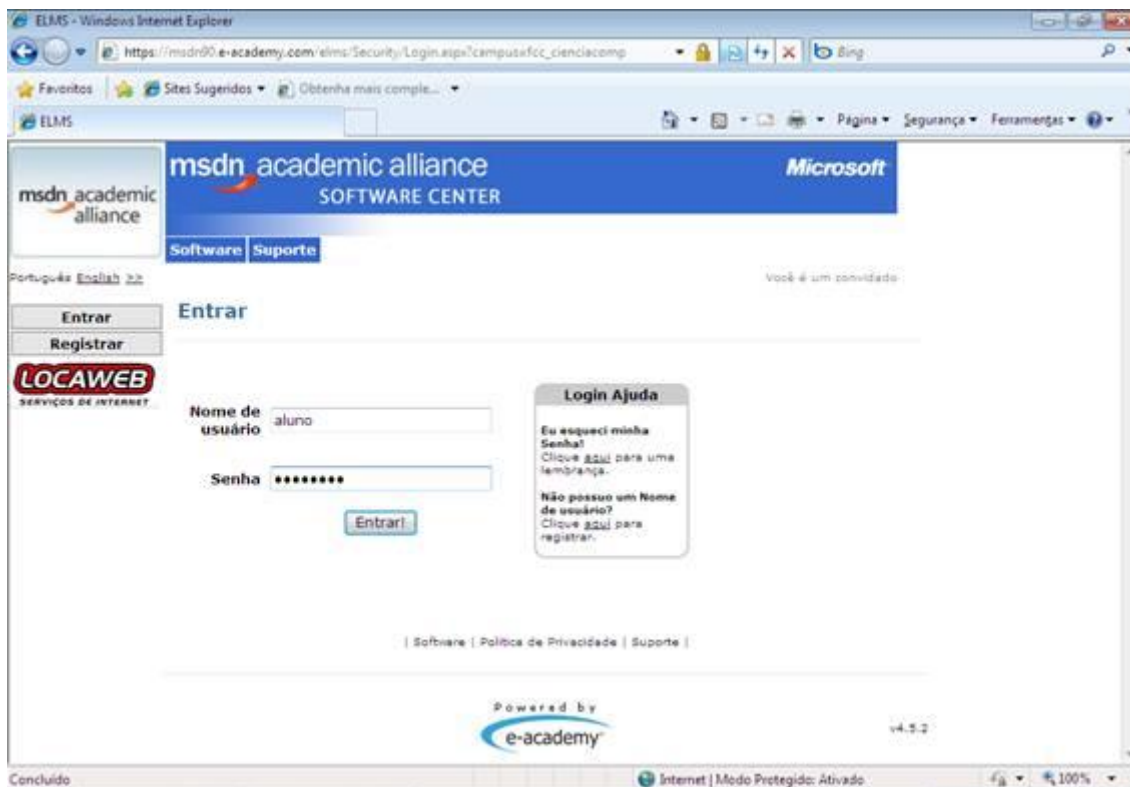 ELMS - Windows Internet Explorer
https://msdn90.e-academy.com/elms/Security/Login.aspx?campus=fcc_cienciacomp
Bing
Favoritos Sites Sugeridos Obtenha mais comple...
ELMS
Página Segurança Ferramentas
msdn academic alliance
Microsoft
SOFTWARE CENTER
msdn academic
alliance
Software Suporte
Português English >>
Você é um convidado
Entrar
Registrar
LOCAWEB
SERVIÇOS DE INTERNET
Entrar
Nome de
usuário
aluno
Senha ••••••••
Entrar!
Login Ajuda
Eu esqueci minha
Senha!
Clique aqui para uma
lembrança.
Não possuo um Nome
de usuário?
Clique aqui para
registrar.
| Software | Política de Privacidade | Suporte |
Powered by
e-academy
v4.5.2
Concluído
Internet | Modo Protegido: Ativado
100%